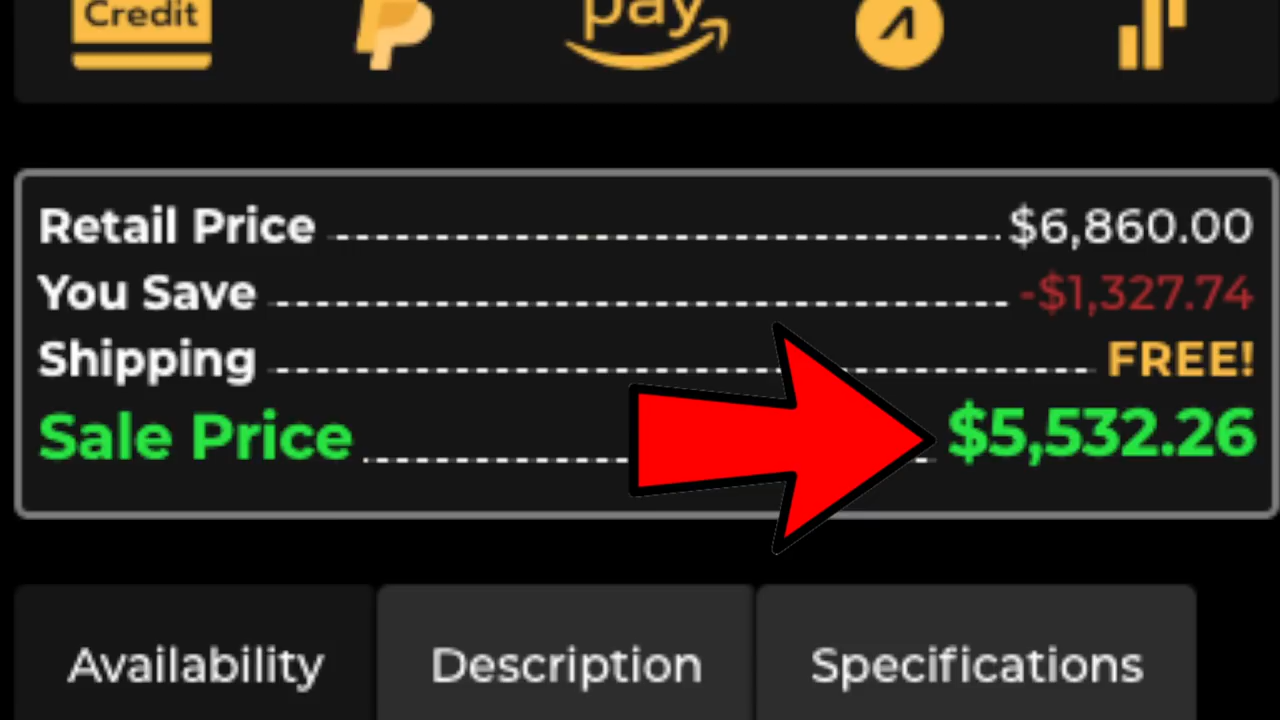 Credit
pay
Retail Price $6,860.00
You Save -$1,327.74
Shipping FREE!
Sale Price $5,532.26
Availability Description Specifications